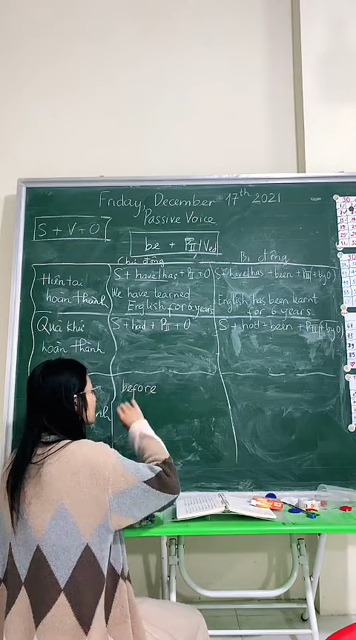 Friday, December 17th 2021
Passive Voice
S + V + O
be + PII / Ved
Chủ động
Bị động
Hiện tại
hoàn thành
S + have/has + PII + O
We have learned
English for 6 years
S + have/has + been + PII + by O
English has been learnt
for 6 years
Quá khứ
hoàn thành
S + had + PII + O
S + had + been + PII + by O
before